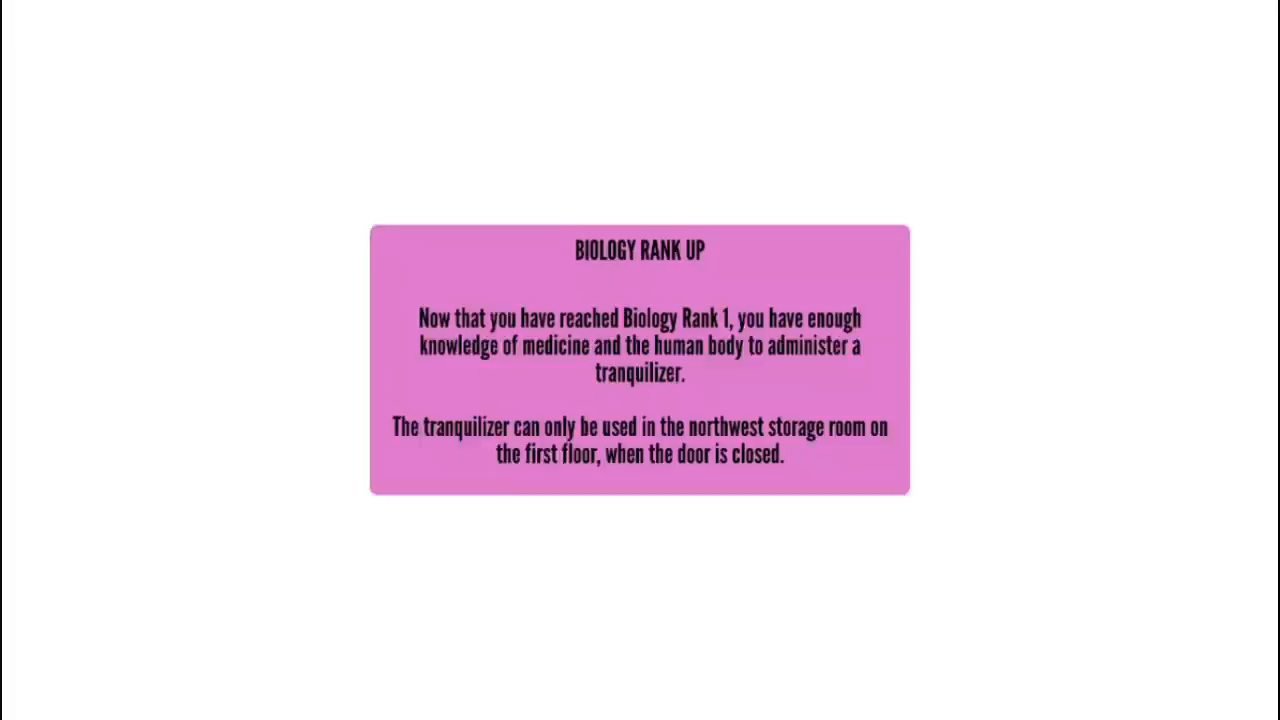 BIOLOGY RANK UP
Now that you have reached Biology Rank 1, you have enough
knowledge of medicine and the human body to administer a
tranquilizer.
The tranquilizer can only be used in the northwest storage room on
the first floor, when the door is closed.